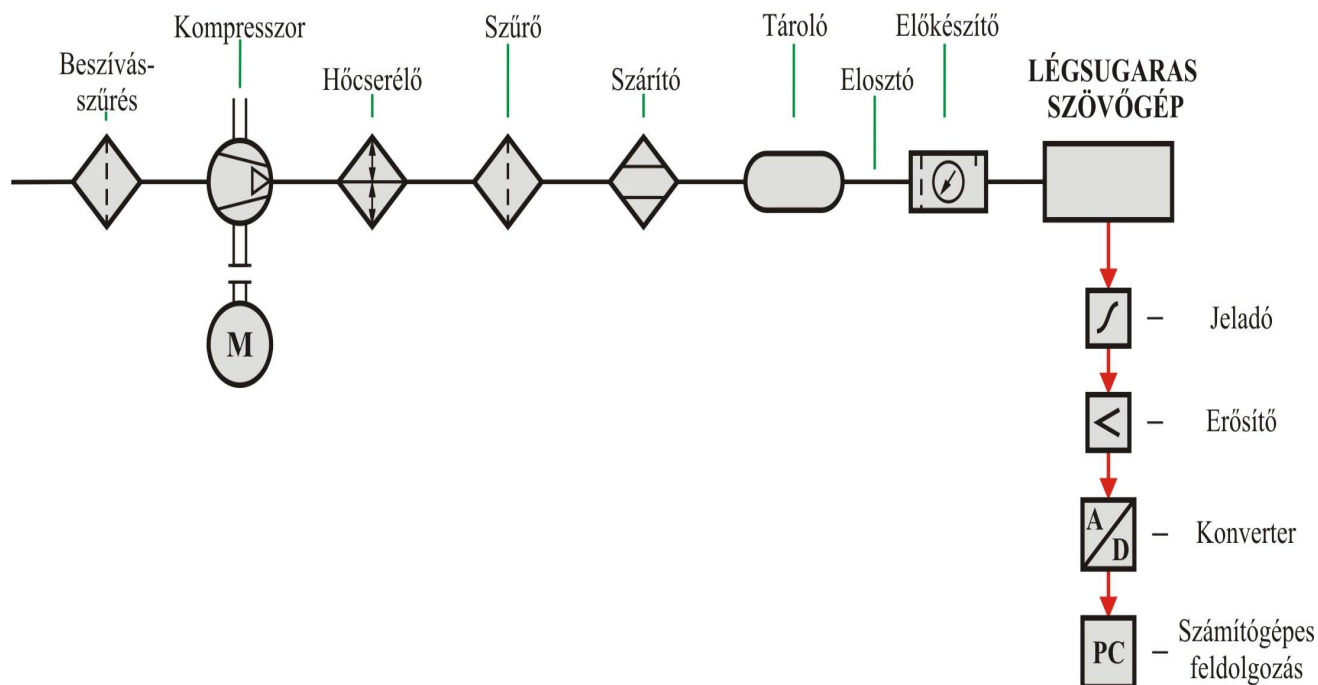 Kompresszor
Szűrő
Tároló
Előkészítő
Beszívás-
szűrés
Hőcserélő
Szárító
Elosztó
LÉGSUGARAS
SZÖVŐGÉP
M
Jeladó
Erősítő
A
D
Konverter
PC
Számítógépes
feldolgozás